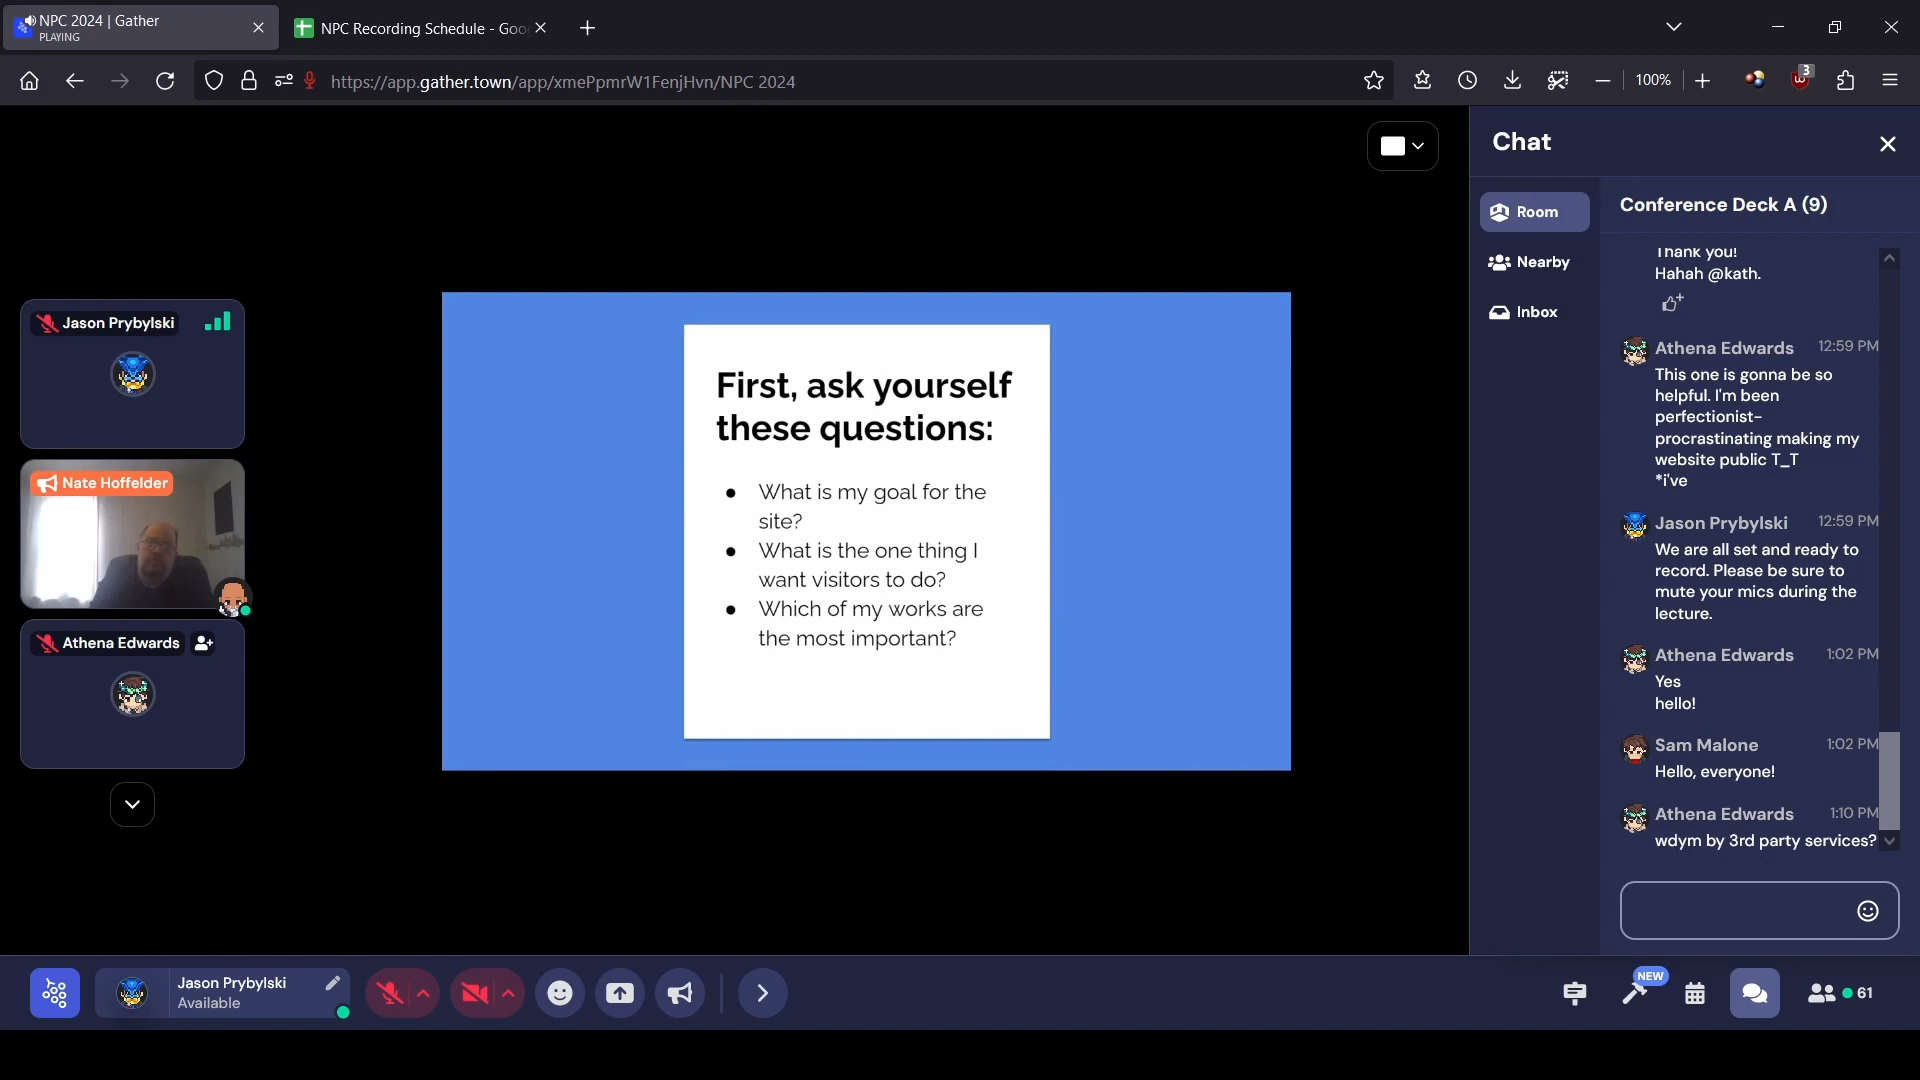 NPC 2024 | Gather
PLAYING
NPC Recording Schedule - Goo
https://app.gather.town/app/xmePpmrW1FenjHvn/NPC 2024
100%
3
Chat
Room
Nearby
Inbox
Conference Deck A (9)
Thank you!
Hahah @kath.
Athena Edwards 12:59 PM
This one is gonna be so
helpful. I'm been
perfectionist-
procrastinating making my
website public T_T
*i've
Jason Prybylski 12:59 PM
We are all set and ready to
record. Please be sure to
mute your mics during the
lecture.
Athena Edwards 1:02 PM
Yes
hello!
Sam Malone 1:02 PM
Hello, everyone!
Athena Edwards 1:10 PM
wdym by 3rd party services?
Jason Prybylski
Nate Hoffelder
Athena Edwards
First, ask yourself
these questions:
● What is my goal for the
site?
● What is the one thing I
want visitors to do?
● Which of my works are
the most important?
Jason Prybylski
Available
NEW
61